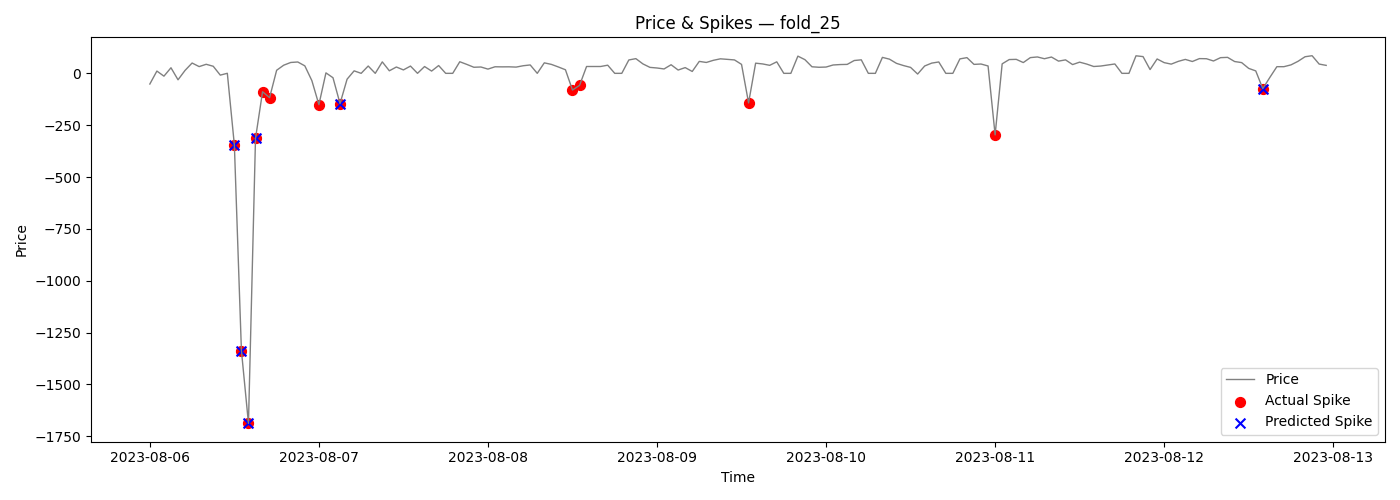 Price & Spikes — fold_25
Price
0
−250
−500
−750
−1000
−1250
−1500
−1750
Price
Actual Spike
Predicted Spike
2023-08-06
2023-08-07
2023-08-08
2023-08-09
2023-08-10
2023-08-11
2023-08-12
2023-08-13
Time